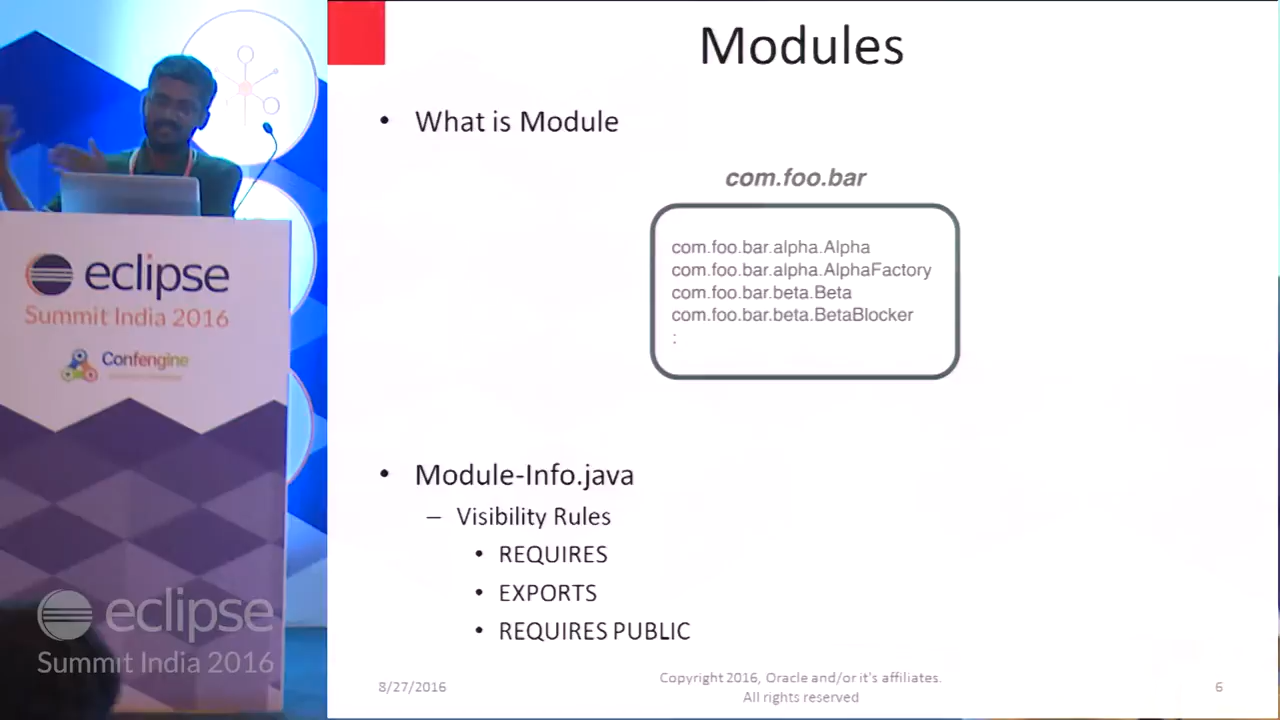 Modules
• What is Module
com.foo.bar
com.foo.bar.alpha.Alpha
com.foo.bar.alpha.AlphaFactory
com.foo.bar.beta.Beta
com.foo.bar.beta.BetaBlocker
:
• Module-Info.java
– Visibility Rules
• REQUIRES
• EXPORTS
• REQUIRES PUBLIC
8/27/2016
Copyright 2016, Oracle and/or it's affiliates.
All rights reserved
6
eclipse
Summit India 2016
Confengine
eclipse
Summit India 2016